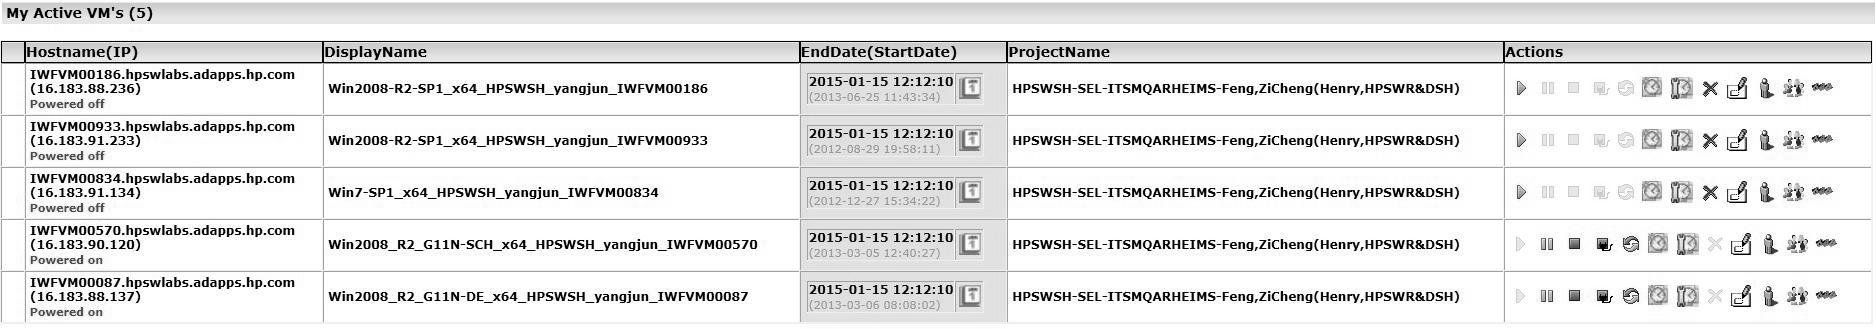 My Active VM's (5)
Hostname(IP) DisplayName EndDate(StartDate) ProjectName Actions
IWFVM00186.hpswlabs.adapps.hp.com
(16.183.88.236)
Powered off
Win2008-R2-SP1_x64_HPSWSH_yangjun_IWFVM00186
2015-01-15 12:12:10
(2013-06-25 11:43:34)
HPSWSH-SEL-ITSMQARHEIMS-Feng,ZiCheng(Henry,HPSWR&DSH)
IWFVM00933.hpswlabs.adapps.hp.com
(16.183.91.233)
Powered off
Win2008-R2-SP1_x64_HPSWSH_yangjun_IWFVM00933
2015-01-15 12:12:10
(2012-08-29 19:58:11)
HPSWSH-SEL-ITSMQARHEIMS-Feng,ZiCheng(Henry,HPSWR&DSH)
IWFVM00834.hpswlabs.adapps.hp.com
(16.183.91.134)
Powered off
Win7-SP1_x64_HPSWSH_yangjun_IWFVM00834
2015-01-15 12:12:10
(2012-12-27 15:34:22)
HPSWSH-SEL-ITSMQARHEIMS-Feng,ZiCheng(Henry,HPSWR&DSH)
IWFVM00570.hpswlabs.adapps.hp.com
(16.183.90.120)
Powered on
Win2008_R2_G11N-SCH_x64_HPSWSH_yangjun_IWFVM00570
2015-01-15 12:12:10
(2013-03-05 12:40:27)
HPSWSH-SEL-ITSMQARHEIMS-Feng,ZiCheng(Henry,HPSWR&DSH)
IWFVM00087.hpswlabs.adapps.hp.com
(16.183.88.137)
Powered on
Win2008_R2_G11N-DE_x64_HPSWSH_yangjun_IWFVM00087
2015-01-15 12:12:10
(2013-03-06 08:08:02)
HPSWSH-SEL-ITSMQARHEIMS-Feng,ZiCheng(Henry,HPSWR&DSH)